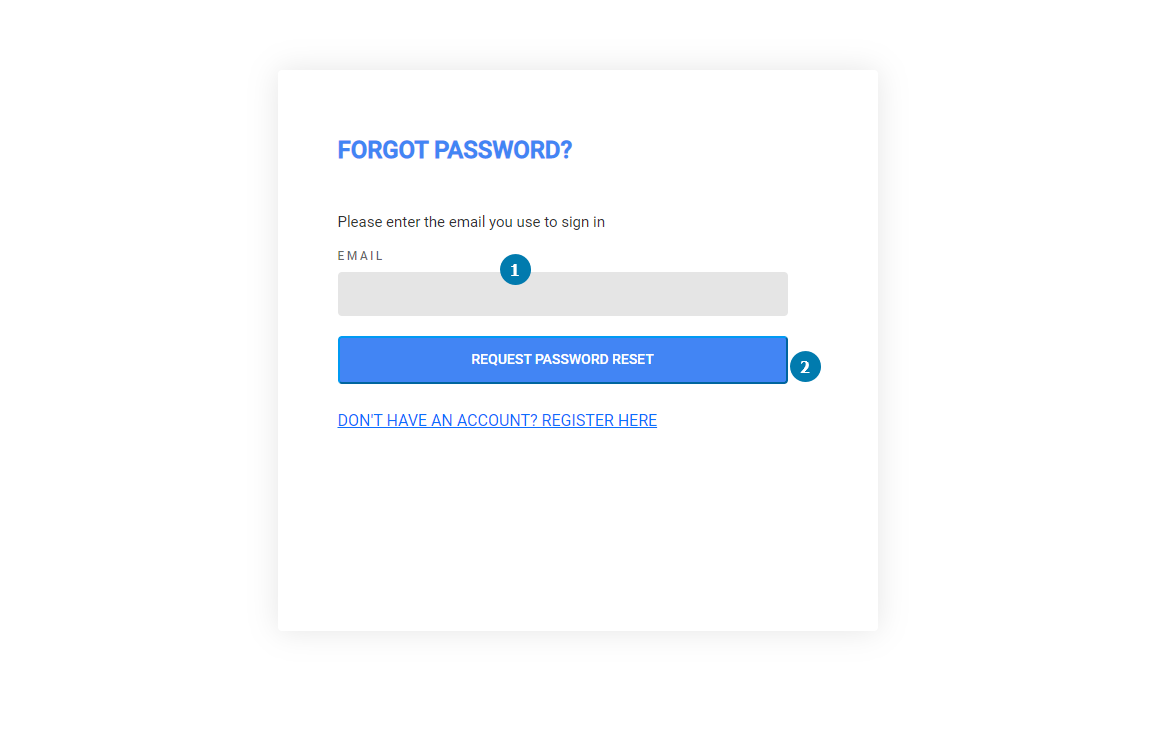 FORGOT PASSWORD?
Please enter the email you use to sign in
EMAIL
1
REQUEST PASSWORD RESET
2
DON'T HAVE AN ACCOUNT? REGISTER HERE